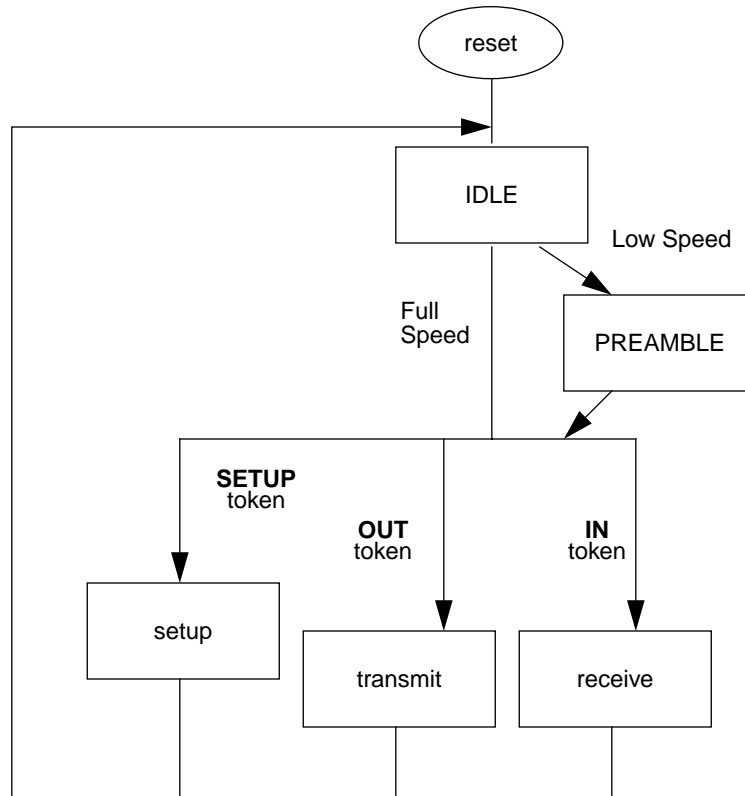 reset
IDLE
Low Speed
Full
Speed
PREAMBLE
SETUP
token
OUT
token
IN
token
setup
transmit
receive